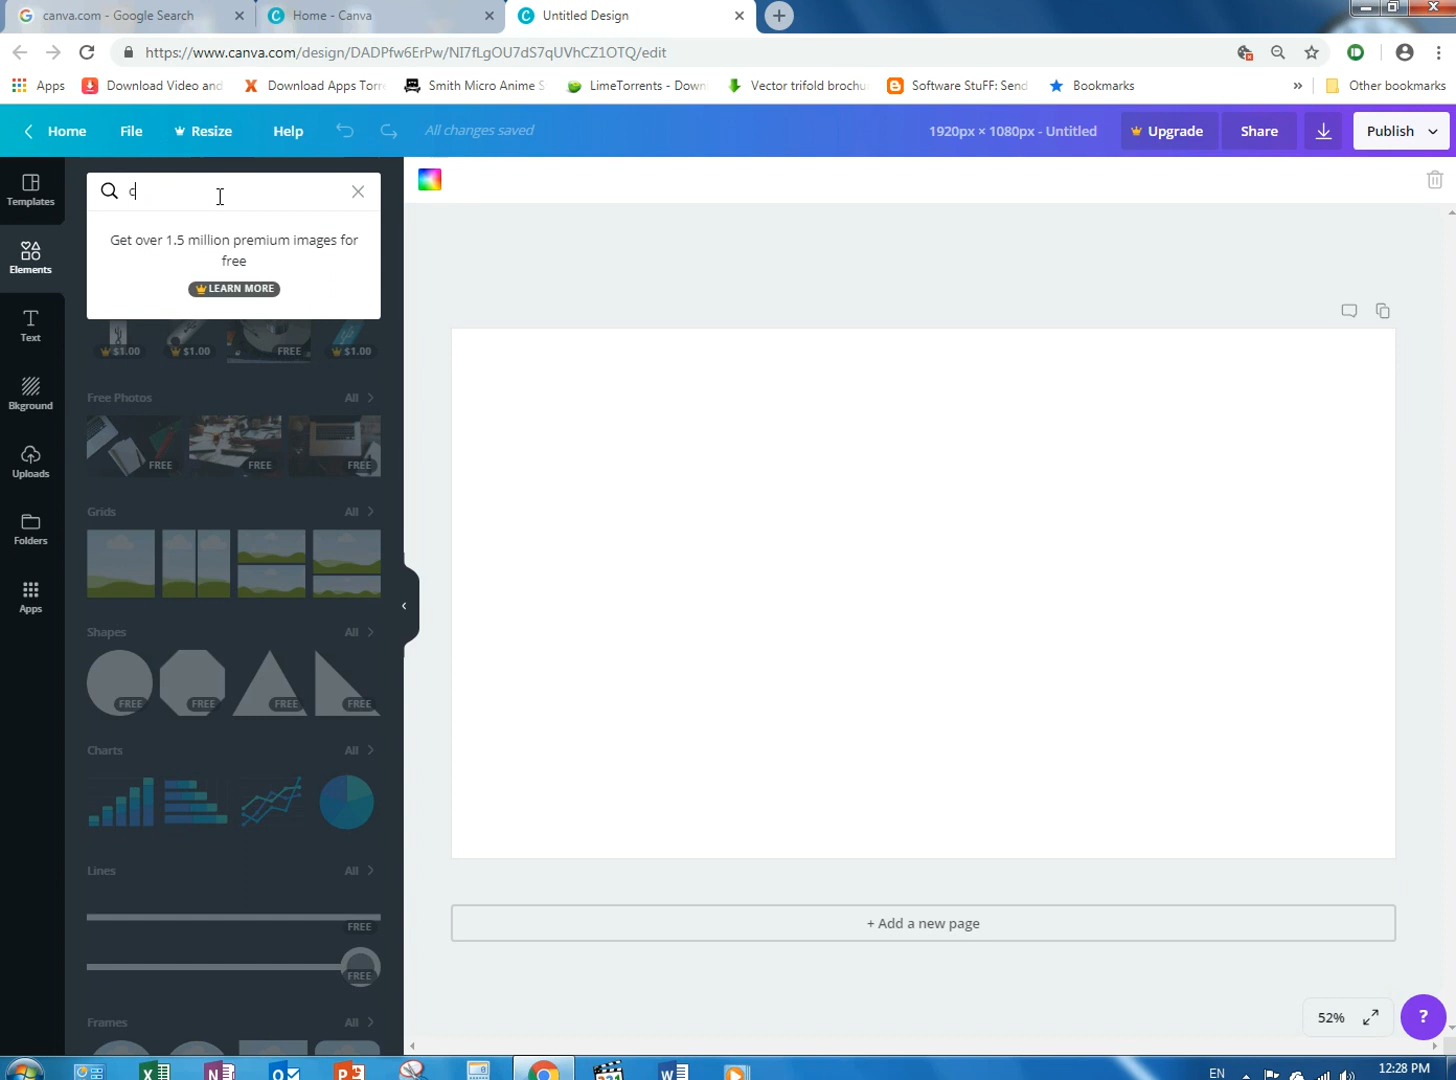 canva.com - Google Search
Home - Canva
Untitled Design
https://www.canva.com/design/DADPfw6ErPw/NI7fLgOU7dS7qUVhCZ1OTQ/edit
Apps
Download Video and
Download Apps Torre
Smith Micro Anime S
LimeTorrents - Down
Vector trifold brochu
Software StuFF: Send
Bookmarks
»
Other bookmarks
Home
File
Resize
Help
All changes saved
1920px × 1080px - Untitled
Upgrade
Share
Publish
Templates
Elements
Text
Bkground
Uploads
Folders
Apps
c
Get over 1.5 million premium images for
free
LEARN MORE
$1.00
$1.00
FREE
$1.00
Free Photos
All
FREE
FREE
FREE
Grids
All
Shapes
All
FREE
FREE
FREE
FREE
Charts
All
Lines
All
FREE
FREE
Frames
All
+ Add a new page
52%
?
EN
12:28 PM